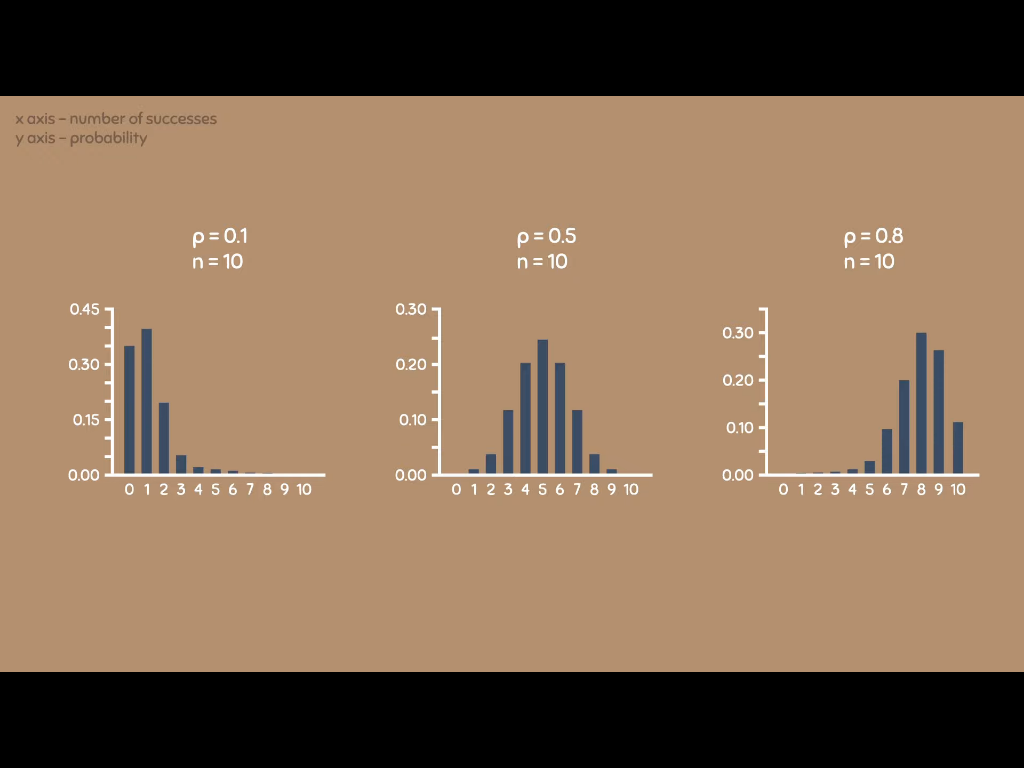 x axis – number of successes
y axis – probability
ρ = 0.1
n = 10
ρ = 0.5
n = 10
ρ = 0.8
n = 10
0.45
0.30
0.15
0.00
0 1 2 3 4 5 6 7 8 9 10
0.30
0.20
0.10
0.00
0 1 2 3 4 5 6 7 8 9 10
0.30
0.20
0.10
0.00
0 1 2 3 4 5 6 7 8 9 10